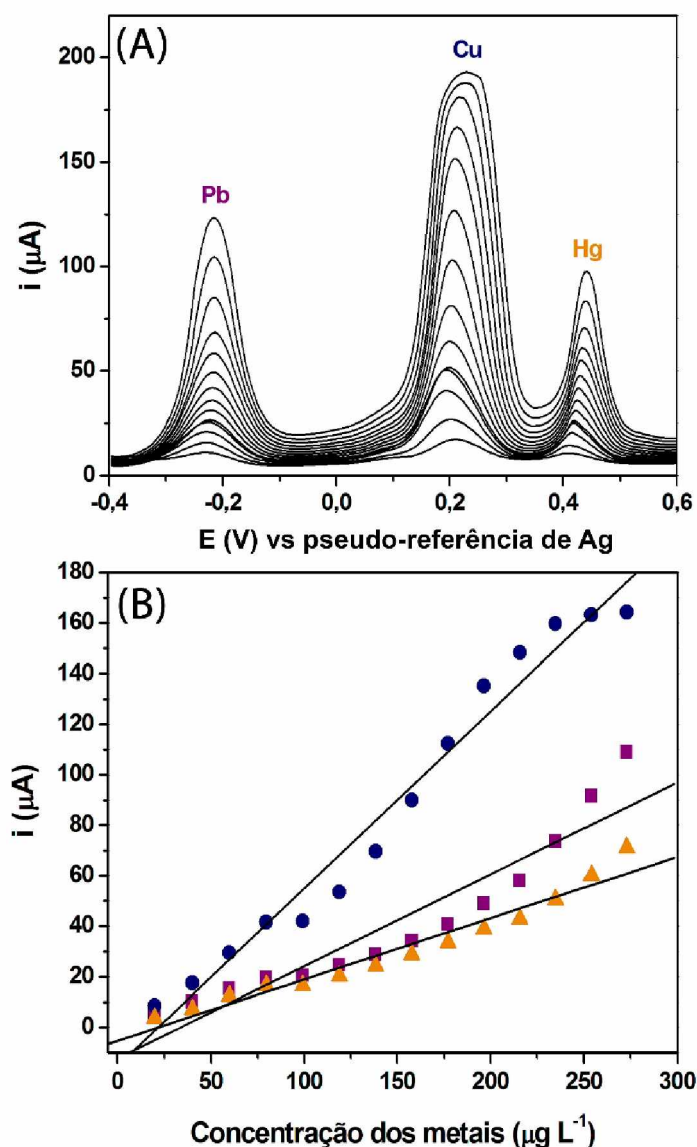 (A)
Cu
Pb
Hg
200
150
100
50
0
i (μA)
-0,4 -0,2 0,0 0,2 0,4 0,6
E (V) vs pseudo-referência de Ag
(B)
180
160
140
120
100
80
60
40
20
0
i (μA)
0 50 100 150 200 250 300
Concentração dos metais (μg L⁻¹)